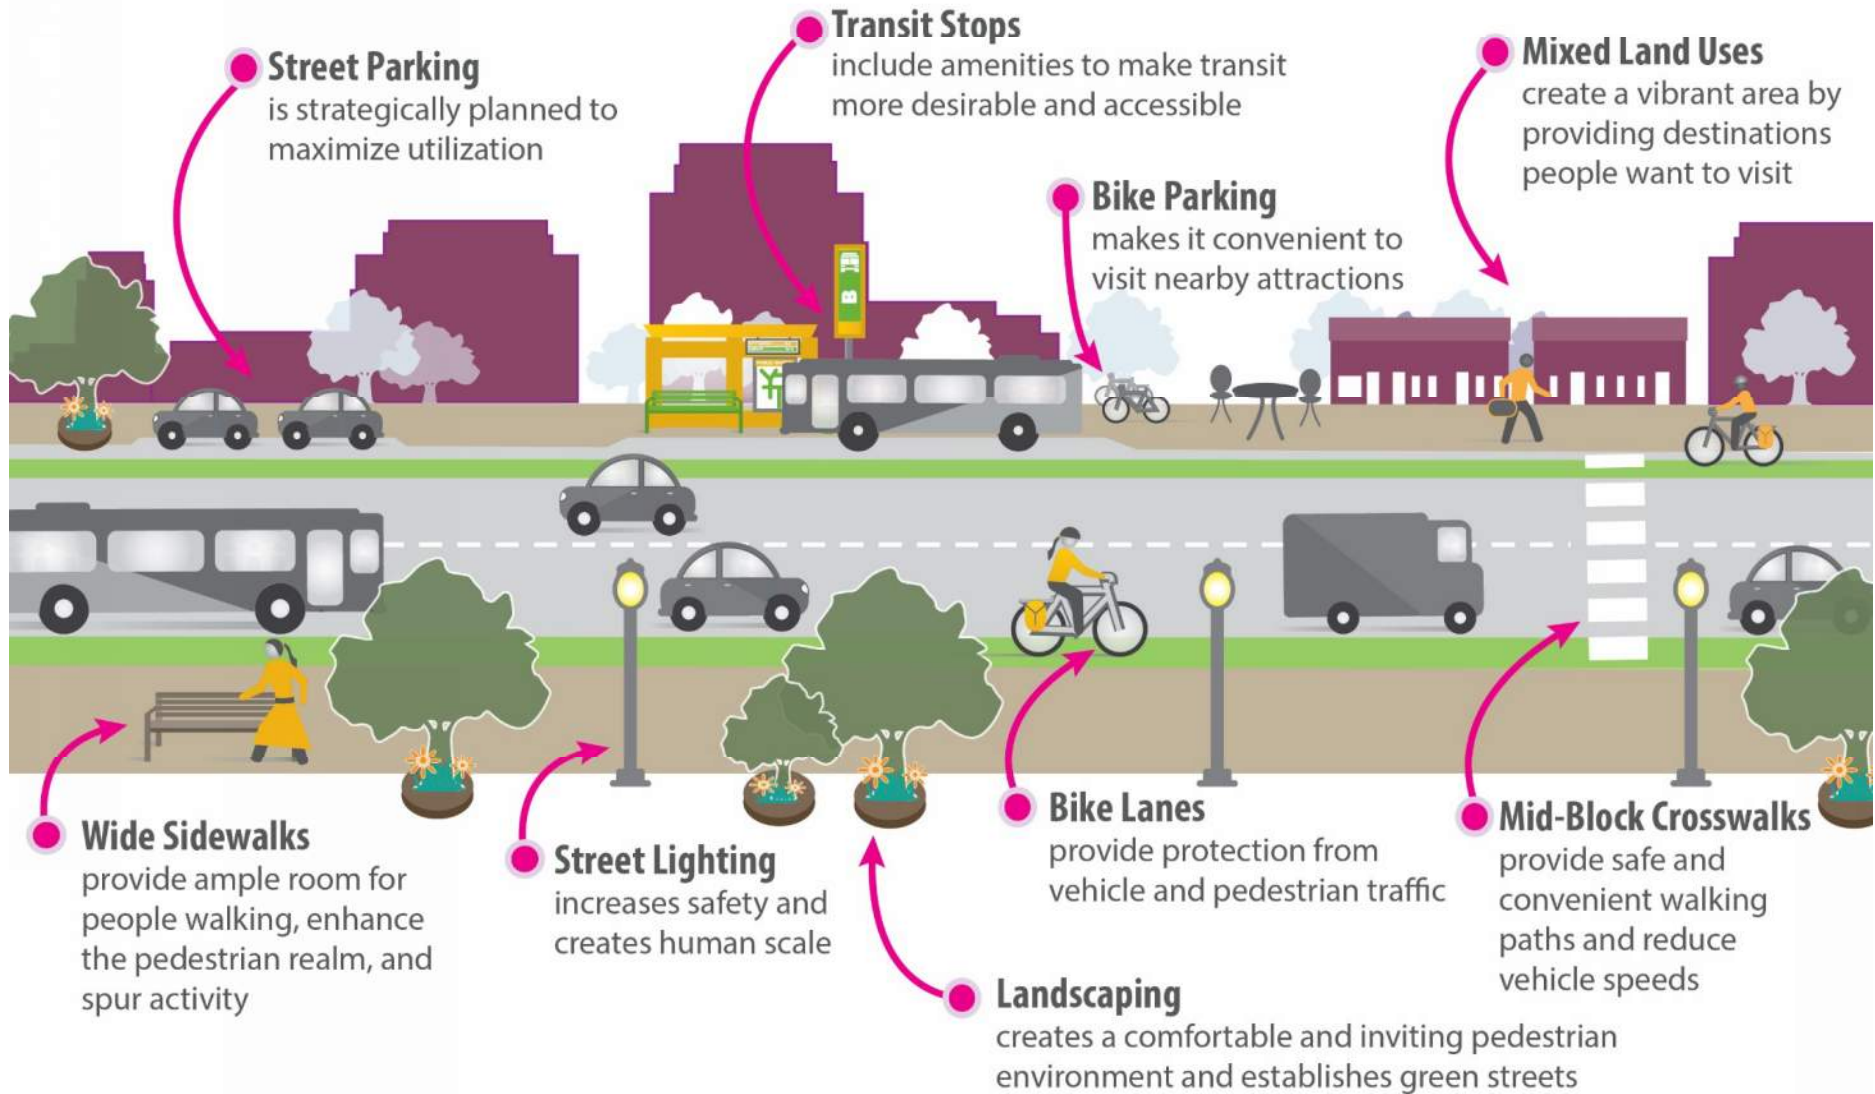 Street Parking
is strategically planned to
maximize utilization
Transit Stops
include amenities to make transit
more desirable and accessible
Bike Parking
makes it convenient to
visit nearby attractions
Mixed Land Uses
create a vibrant area by
providing destinations
people want to visit
Wide Sidewalks
provide ample room for
people walking, enhance
the pedestrian realm, and
spur activity
Street Lighting
increases safety and
creates human scale
Landscaping
creates a comfortable and inviting pedestrian
environment and establishes green streets
Bike Lanes
provide protection from
vehicle and pedestrian traffic
Mid-Block Crosswalks
provide safe and
convenient walking
paths and reduce
vehicle speeds